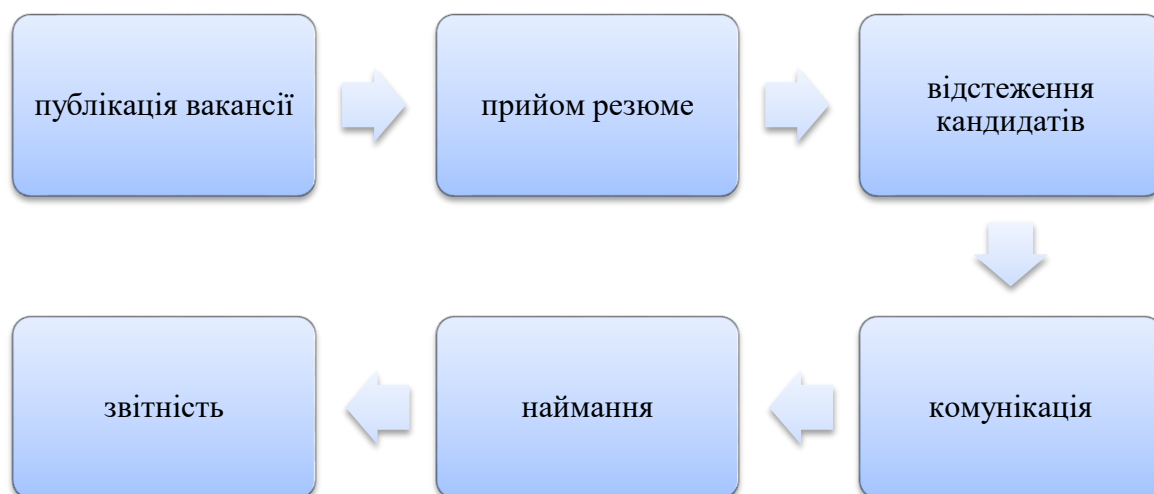 публікація вакансії
прийом резюме
відстеження
кандидатів
комунікація
наймання
звітність